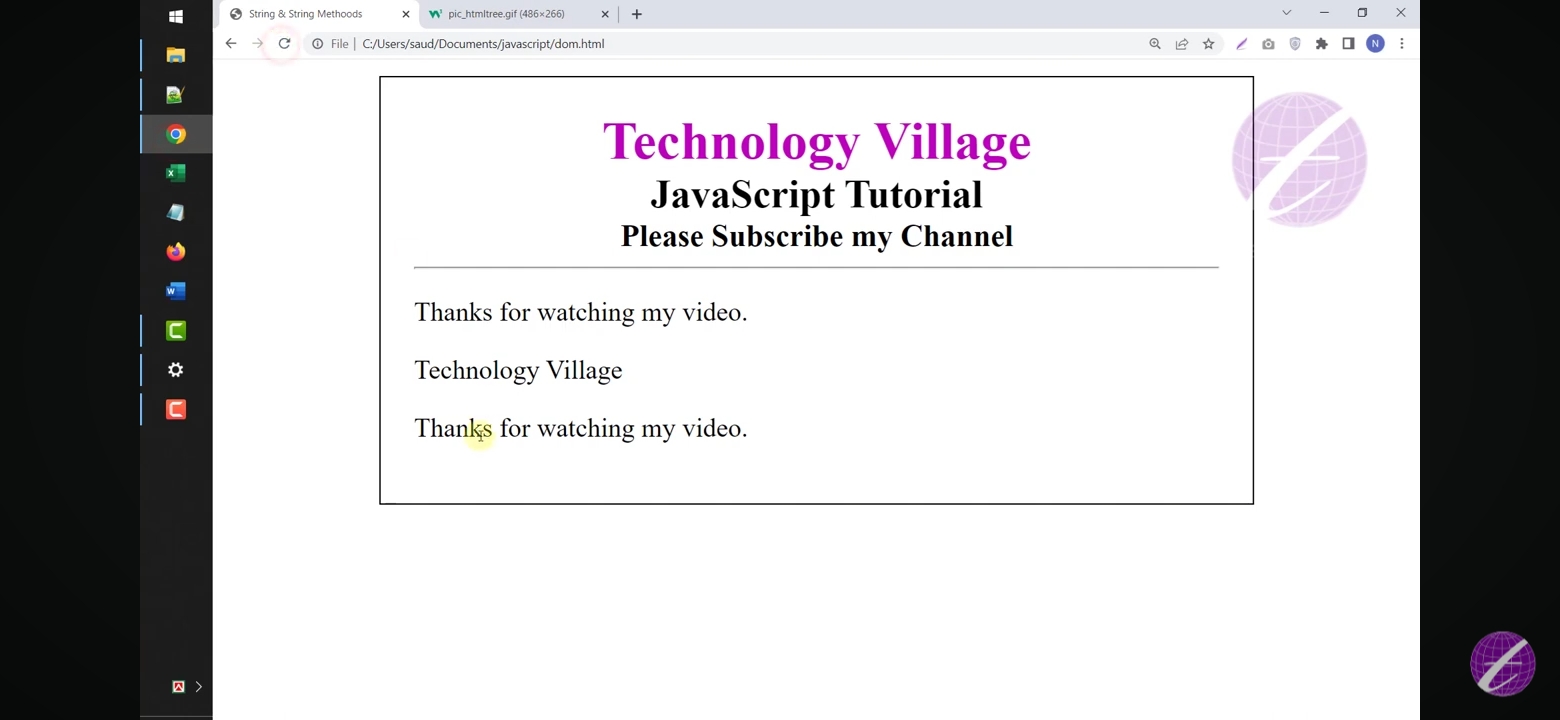 String & String Methoods
pic_htmltree.gif (486×266)
File
C:/Users/saud/Documents/javascript/dom.html
N
Technology Village
JavaScript Tutorial
Please Subscribe my Channel
Thanks for watching my video.
Technology Village
Thanks for watching my video.